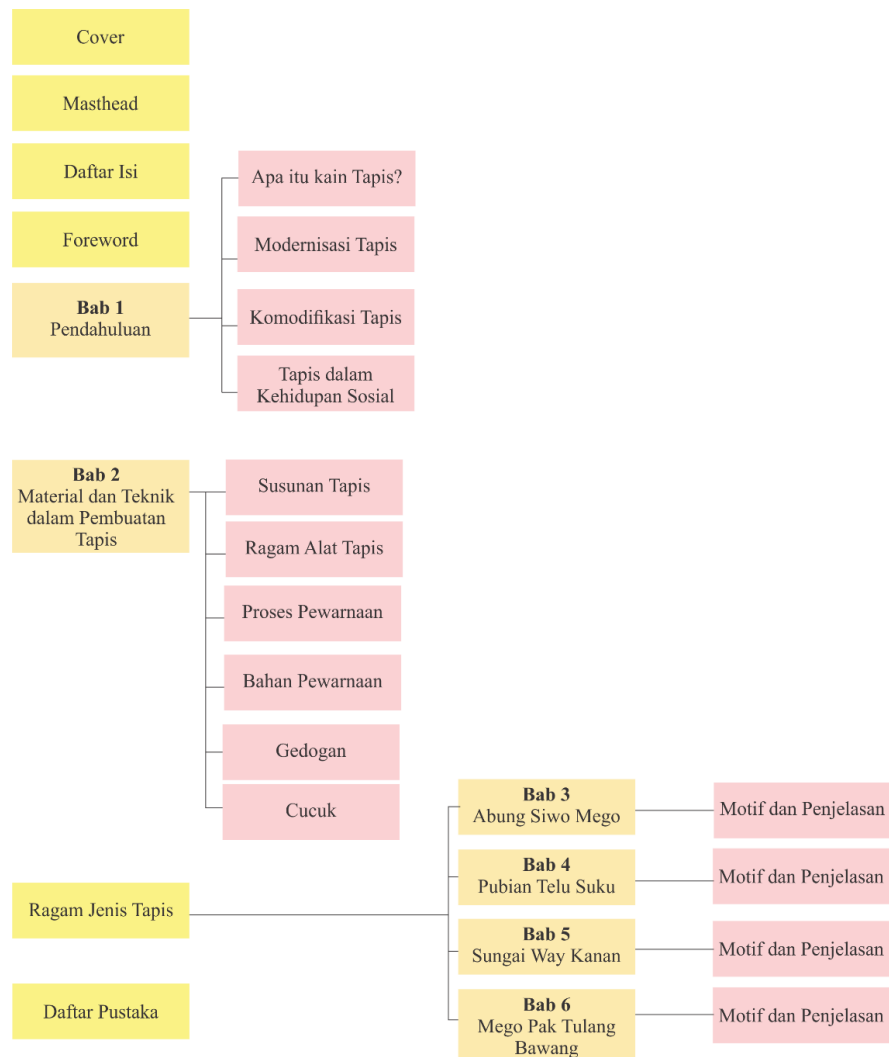 Cover
Masthead
Daftar Isi
Foreword
Bab 1
Pendahuluan
Apa itu kain Tapis?
Modernisasi Tapis
Komodifikasi Tapis
Tapis dalam
Kehidupan Sosial
Bab 2
Material dan Teknik
dalam Pembuatan
Tapis
Susunan Tapis
Ragam Alat Tapis
Proses Pewarnaan
Bahan Pewarnaan
Gedogan
Cucuk
Ragam Jenis Tapis
Bab 3
Abung Siwo Mego
Motif dan Penjelasan
Bab 4
Pubian Telu Suku
Motif dan Penjelasan
Bab 5
Sungai Way Kanan
Motif dan Penjelasan
Bab 6
Mego Pak Tulang
Bawang
Motif dan Penjelasan
Daftar Pustaka